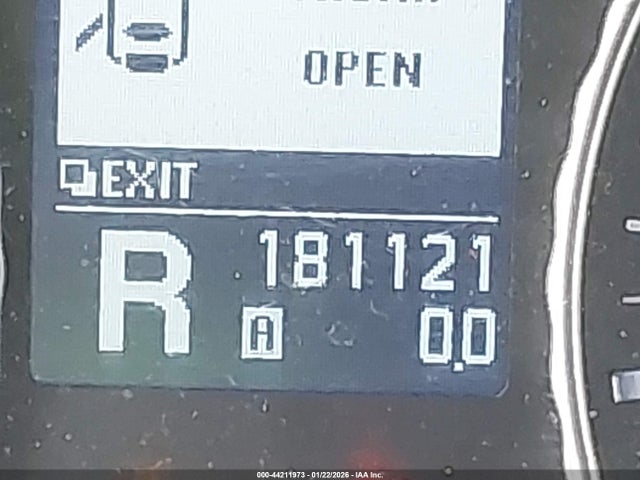 OPEN
EXIT
R 181121
A 0.0
000-44211973 - 01/22/2026 - IAA Inc.